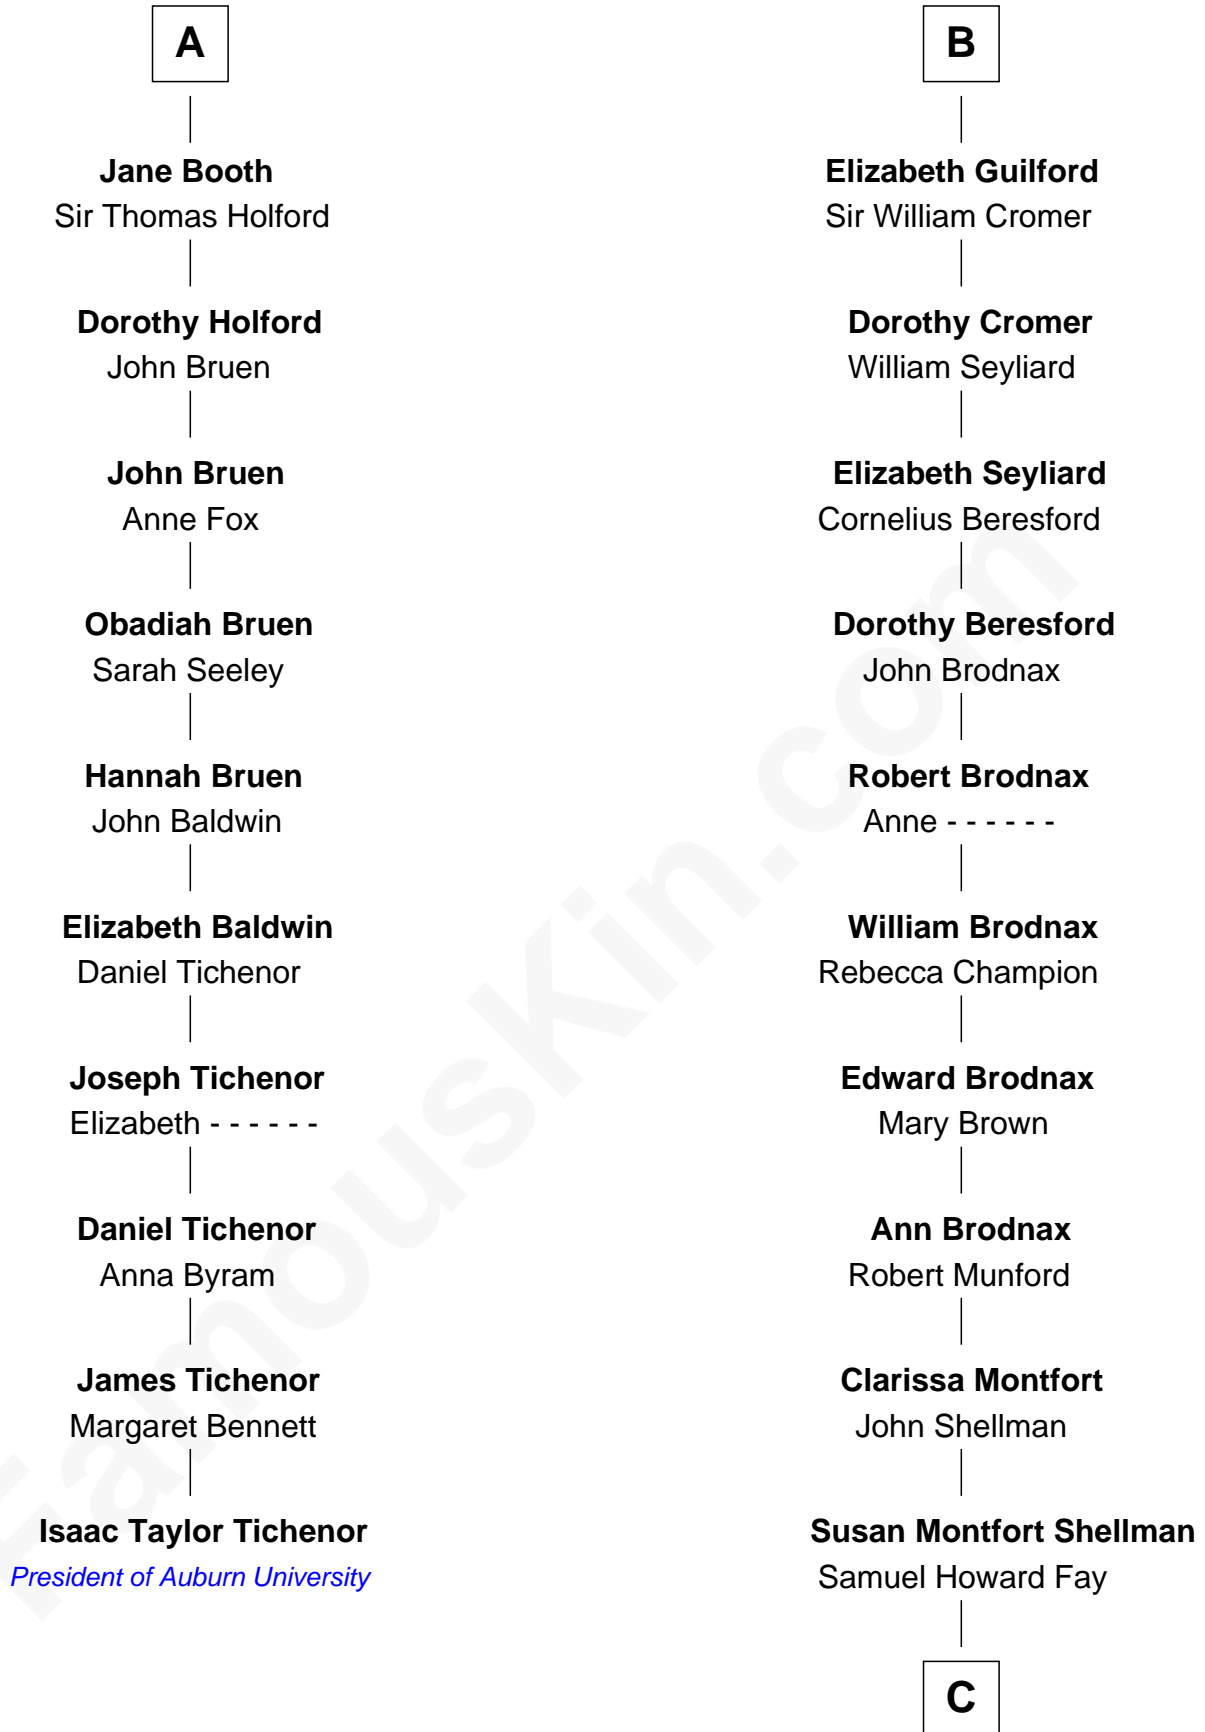 A
Jane Booth
Sir Thomas Holford
Dorothy Holford
John Bruen
John Bruen
Anne Fox
Obadiah Bruen
Sarah Seeley
Hannah Bruen
John Baldwin
Elizabeth Baldwin
Daniel Tichenor
Joseph Tichenor
Elizabeth - - - - - -
Daniel Tichenor
Anna Byram
James Tichenor
Margaret Bennett
Isaac Taylor Tichenor
President of Auburn University
B
Elizabeth Guilford
Sir William Cromer
Dorothy Cromer
William Seyliard
Elizabeth Seyliard
Cornelius Beresford
Dorothy Beresford
John Brodnax
Robert Brodnax
Anne - - - - - -
William Brodnax
Rebecca Champion
Edward Brodnax
Mary Brown
Ann Brodnax
Robert Munford
Clarissa Montfort
John Shellman
Susan Montfort Shellman
Samuel Howard Fay
C
FamousKin.com